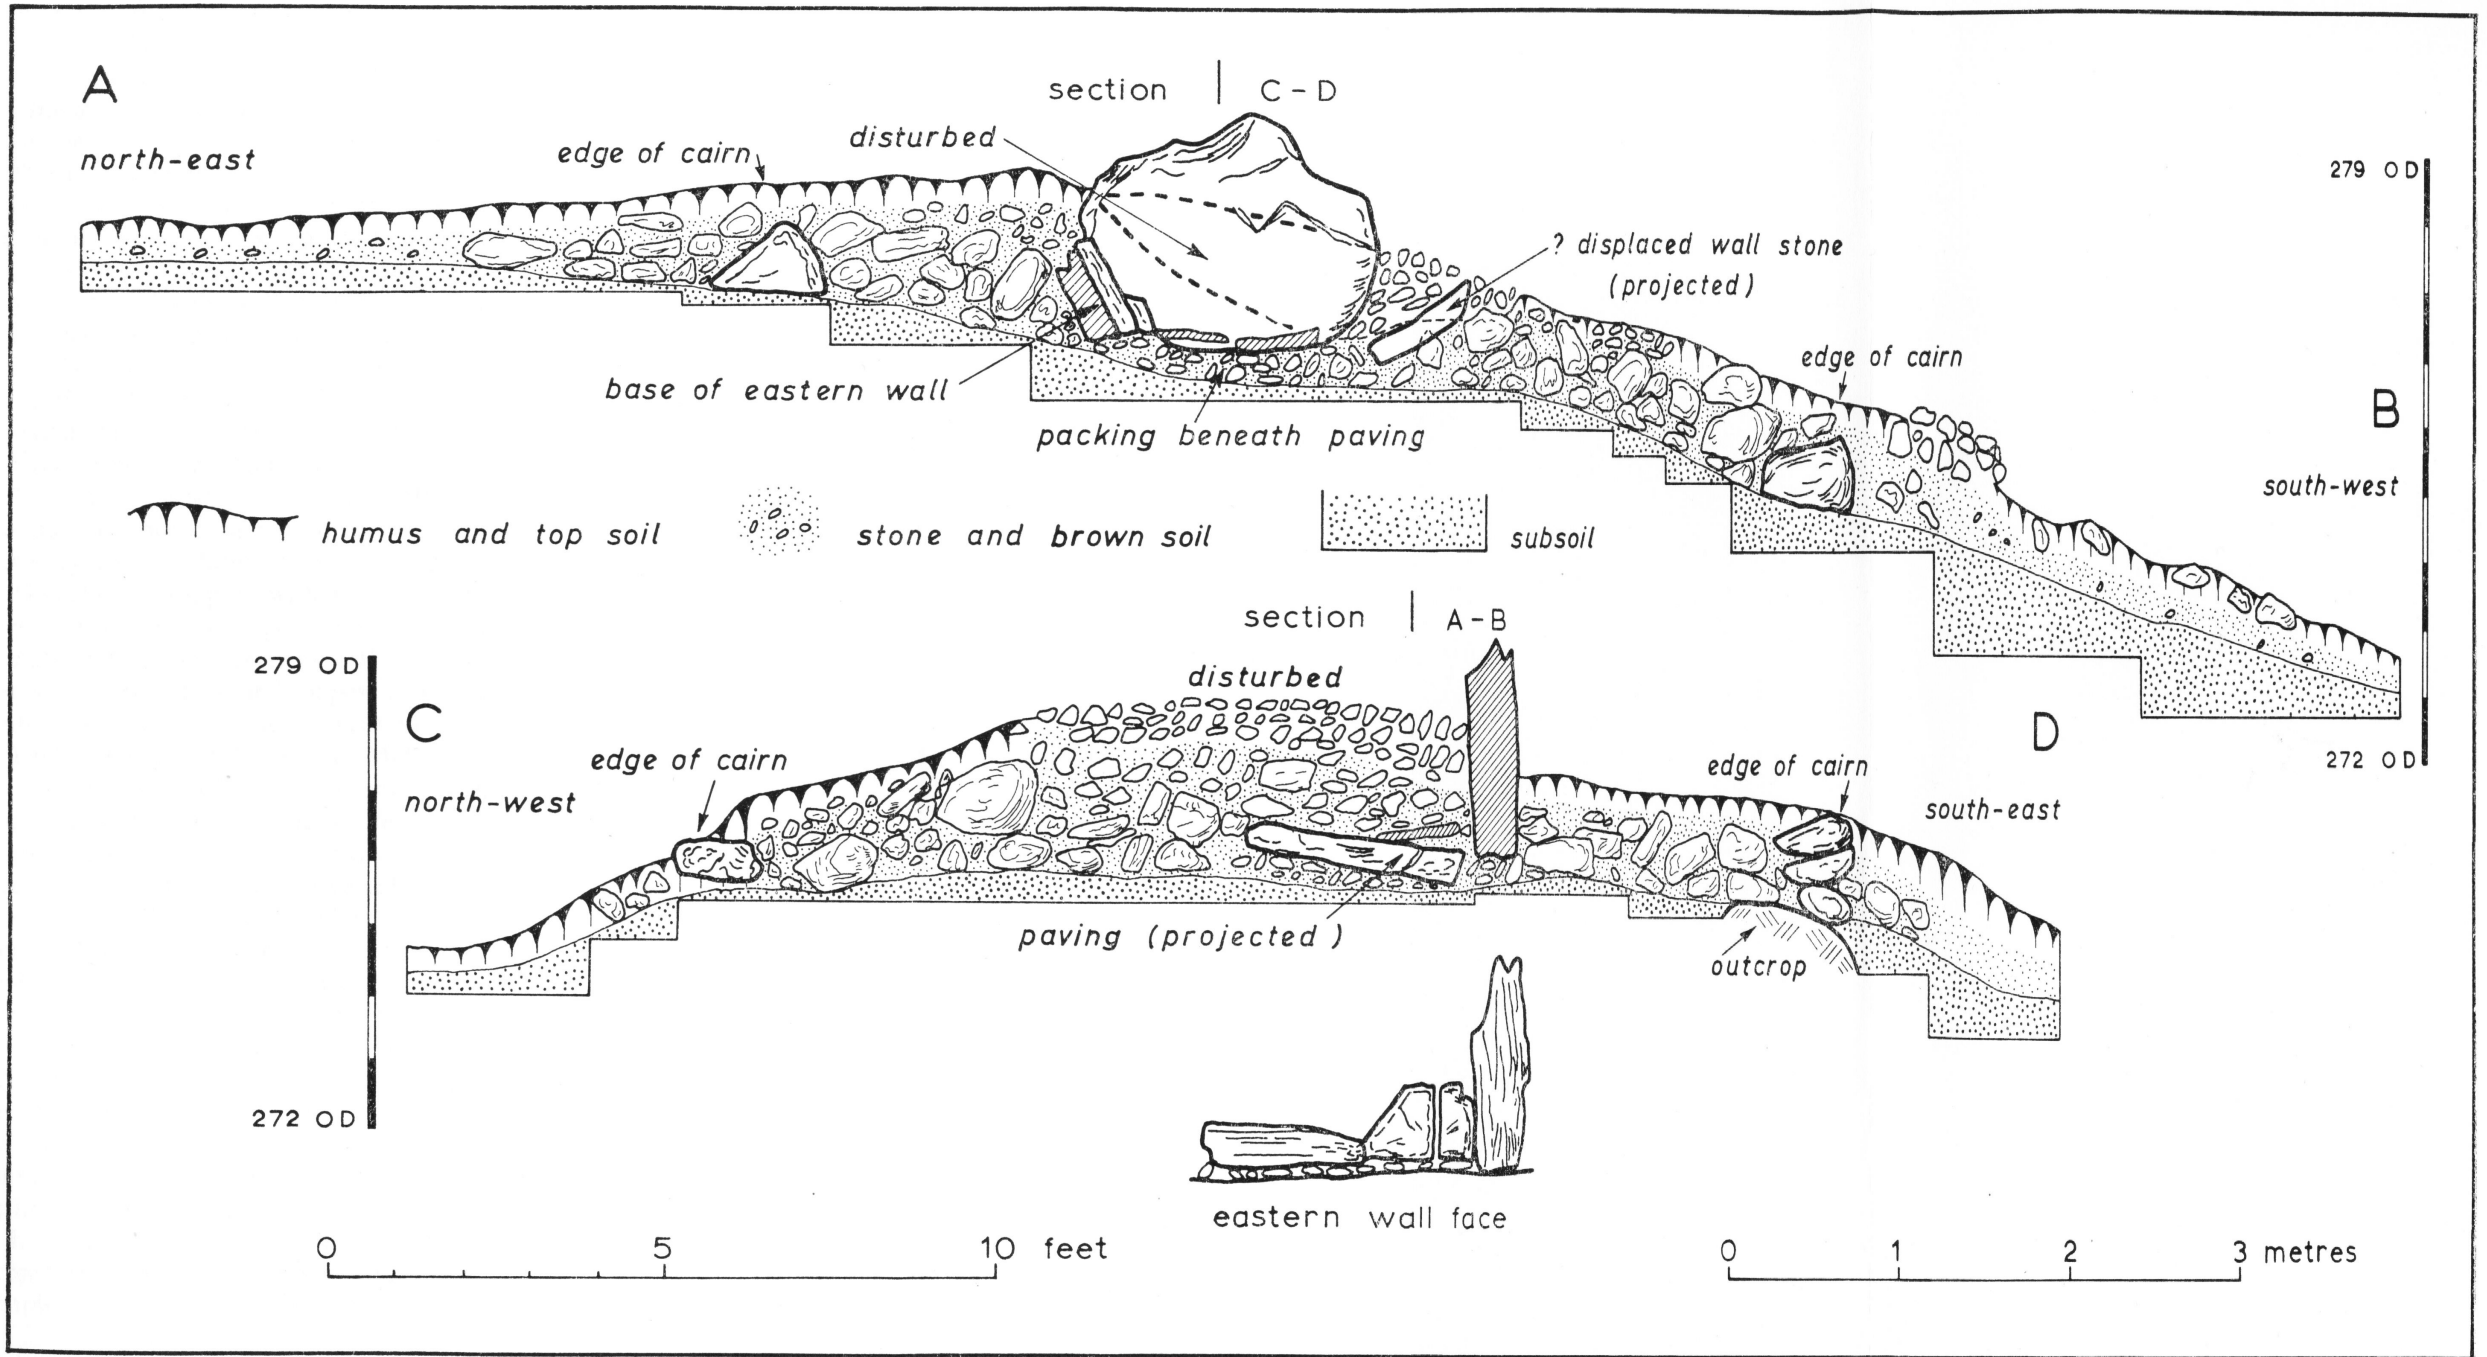 A
section | C - D
disturbed
edge of cairn
north-east
279 OD
? displaced wall stone
(projected)
edge of cairn
base of eastern wall
B
packing beneath paving
south-west
humus and top soil
stone and brown soil
subsoil
section | A - B
279 OD
disturbed
C
D
edge of cairn
edge of cairn
272 OD
north-west
south-east
paving (projected)
outcrop
272 OD
eastern wall face
0 5 10 feet
0 1 2 3 metres